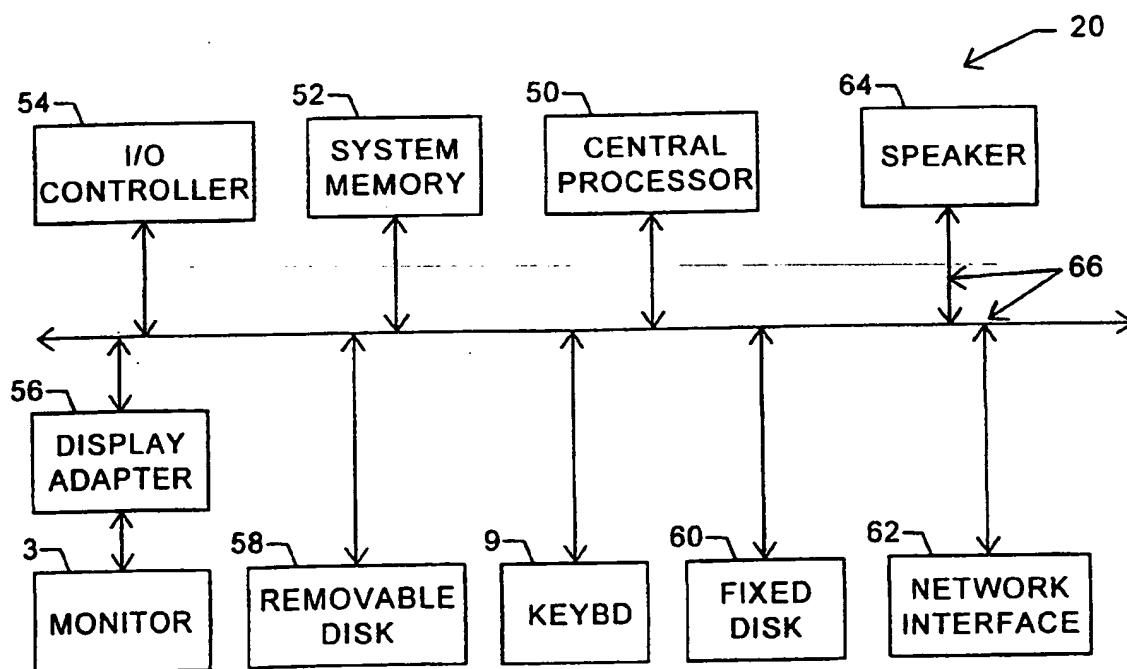 20
54
52
50
64
I/O
CONTROLLER
SYSTEM
MEMORY
CENTRAL
PROCESSOR
SPEAKER
66
56
DISPLAY
ADAPTER
3
58
9
60
62
MONITOR
REMOVABLE
DISK
KEYBD
FIXED
DISK
NETWORK
INTERFACE